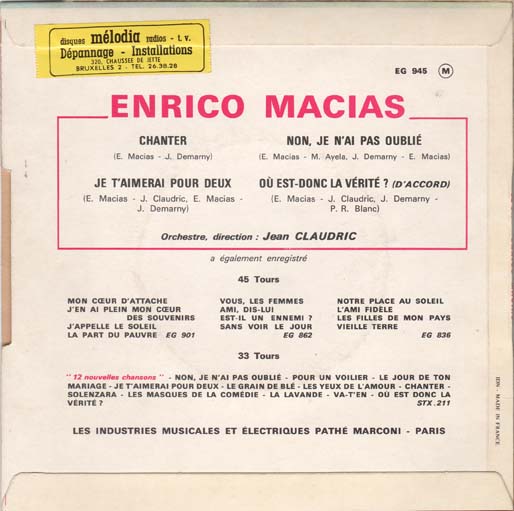 disques mélodia radios - t. v.
Dépannage - Installations
320, CHAUSSEE DE JETTE
BRUXELLES 2 - TEL. 26.38.28
EG 945 M
ENRICO MACIAS
CHANTER
(E. Macias - J. Demarny)
NON, JE N'AI PAS OUBLIÉ
(E. Macias - M. Ayela, J. Demarny - E. Macias)
JE T'AIMERAI POUR DEUX
(E. Macias - J. Claudric, E. Macias -
J. Demarny)
OÙ EST-DONC LA VÉRITÉ ? (D'ACCORD)
(E. Macias - J. Claudric, J. Demarny -
P. R. Blanc)
Orchestre, direction : Jean CLAUDRIC
a également enregistré
45 Tours
MON CŒUR D'ATTACHE
J'EN AI PLEIN MON CŒUR
DES SOUVENIRS
J'APPELLE LE SOLEIL
LA PART DU PAUVRE EG 901
VOUS, LES FEMMES
AMI, DIS-LUI
EST-IL UN ENNEMI ?
SANS VOIR LE JOUR
EG 862
NOTRE PLACE AU SOLEIL
L'AMI FIDÈLE
LES FILLES DE MON PAYS
VIEILLE TERRE
EG 836
33 Tours
"12 nouvelles chansons" - NON, JE N'AI PAS OUBLIÉ - POUR UN VOILIER - LE JOUR DE TON
MARIAGE - JE T'AIMERAI POUR DEUX - LE GRAIN DE BLÉ - LES YEUX DE L'AMOUR - CHANTER -
SOLENZARA - LES MASQUES DE LA COMÉDIE - LA LAVANDE - VA-T'EN - OÙ EST DONC LA
VÉRITÉ ? STX.211
LES INDUSTRIES MUSICALES ET ÉLECTRIQUES PATHÉ MARCONI - PARIS
IDN - MADE IN FRANCE